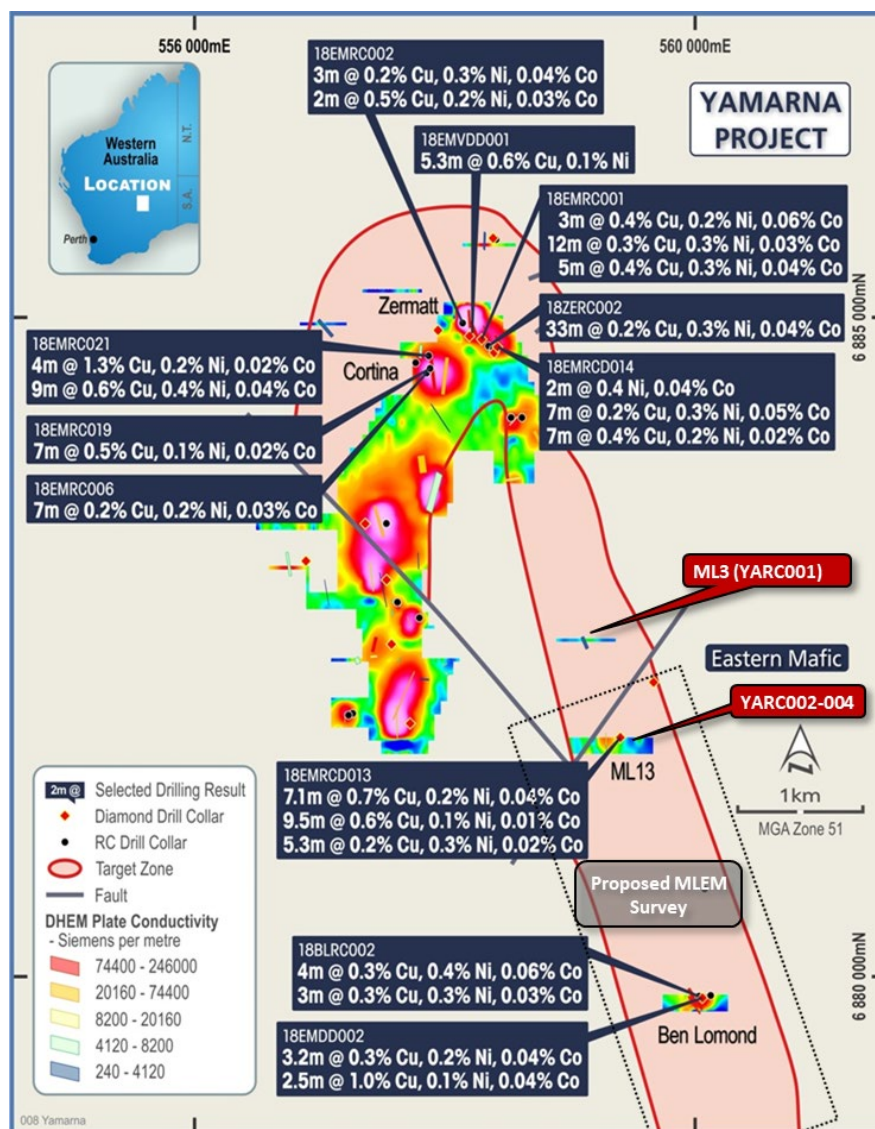 556 000mE
560 000mE
N.T.
S.A.
Western
Australia
LOCATION
Perth
YAMARNA
PROJECT
18EMRC002
3m @ 0.2% Cu, 0.3% Ni, 0.04% Co
2m @ 0.5% Cu, 0.2% Ni, 0.03% Co
18EMVDD001
5.3m @ 0.6% Cu, 0.1% Ni
18EMRC001
3m @ 0.4% Cu, 0.2% Ni, 0.06% Co
12m @ 0.3% Cu, 0.3% Ni, 0.03% Co
5m @ 0.4% Cu, 0.3% Ni, 0.04% Co
Zermatt
18ZERC002
33m @ 0.2% Cu, 0.3% Ni, 0.04% Co
6 885 000mN
18EMRC021
4m @ 1.3% Cu, 0.2% Ni, 0.02% Co
9m @ 0.6% Cu, 0.4% Ni, 0.04% Co
Cortina
18EMRCD014
2m @ 0.4 Ni, 0.04% Co
7m @ 0.2% Cu, 0.3% Ni, 0.05% Co
7m @ 0.4% Cu, 0.2% Ni, 0.02% Co
18EMRC019
7m @ 0.5% Cu, 0.1% Ni, 0.02% Co
18EMRC006
7m @ 0.2% Cu, 0.2% Ni, 0.03% Co
ML3 (YARC001)
Eastern Mafic
YARC002-004
ML13
N
1km
MGA Zone 51
18EMRCD013
7.1m @ 0.7% Cu, 0.2% Ni, 0.04% Co
9.5m @ 0.6% Cu, 0.1% Ni, 0.01% Co
5.3m @ 0.2% Cu, 0.3% Ni, 0.02% Co
Proposed MLEM
Survey
2m @ Selected Drilling Result
Diamond Drill Collar
RC Drill Collar
Target Zone
Fault
DHEM Plate Conductivity
- Siemens per metre
74400 - 246000
20160 - 74400
8200 - 20160
4120 - 8200
240 - 4120
18BLRC002
4m @ 0.3% Cu, 0.4% Ni, 0.06% Co
3m @ 0.3% Cu, 0.3% Ni, 0.03% Co
6 880 000mN
18EMDD002
3.2m @ 0.3% Cu, 0.2% Ni, 0.04% Co
2.5m @ 1.0% Cu, 0.1% Ni, 0.04% Co
Ben Lomond
008 Yamarna